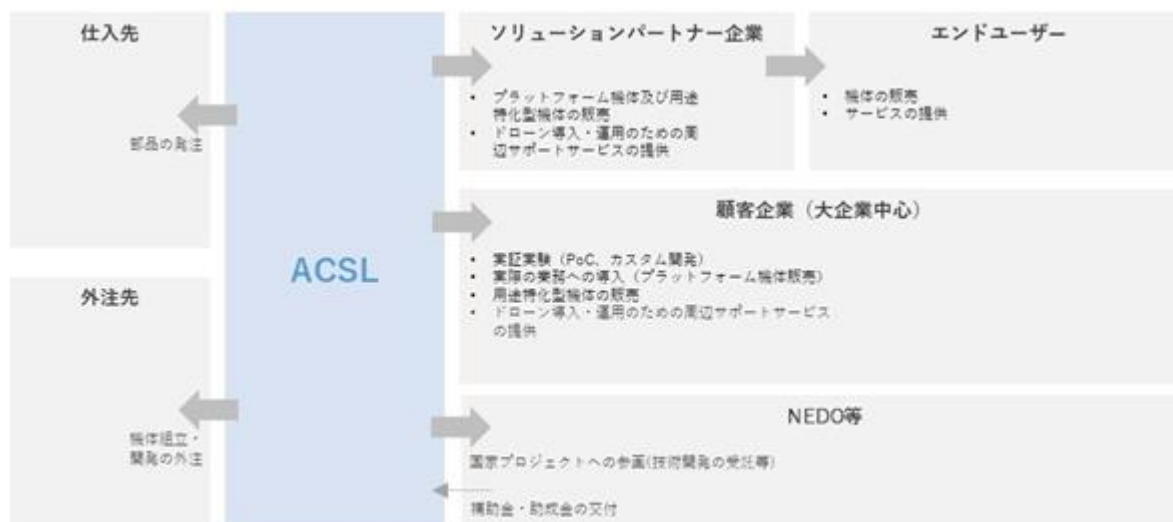 仕入先
部品の発注
外注先
機体組立・
開発の外注
ACSL
ソリューションパートナー企業
• プラットフォーム機体及び用途
特化型機体の販売
• ドローン導入・運用のための周
辺サポートサービスの提供
エンドユーザー
• 機体の販売
• サービスの提供
顧客企業（大企業中心）
• 実証実験（PoC、カスタム開発）
• 実際の業務への導入（プラットフォーム機体販売）
• 用途特化型機体の販売
• ドローン導入・運用のための周辺サポートサービス
の提供
NEDO等
国家プロジェクトへの参画(技術開発の受託等)
補助金・助成金の交付